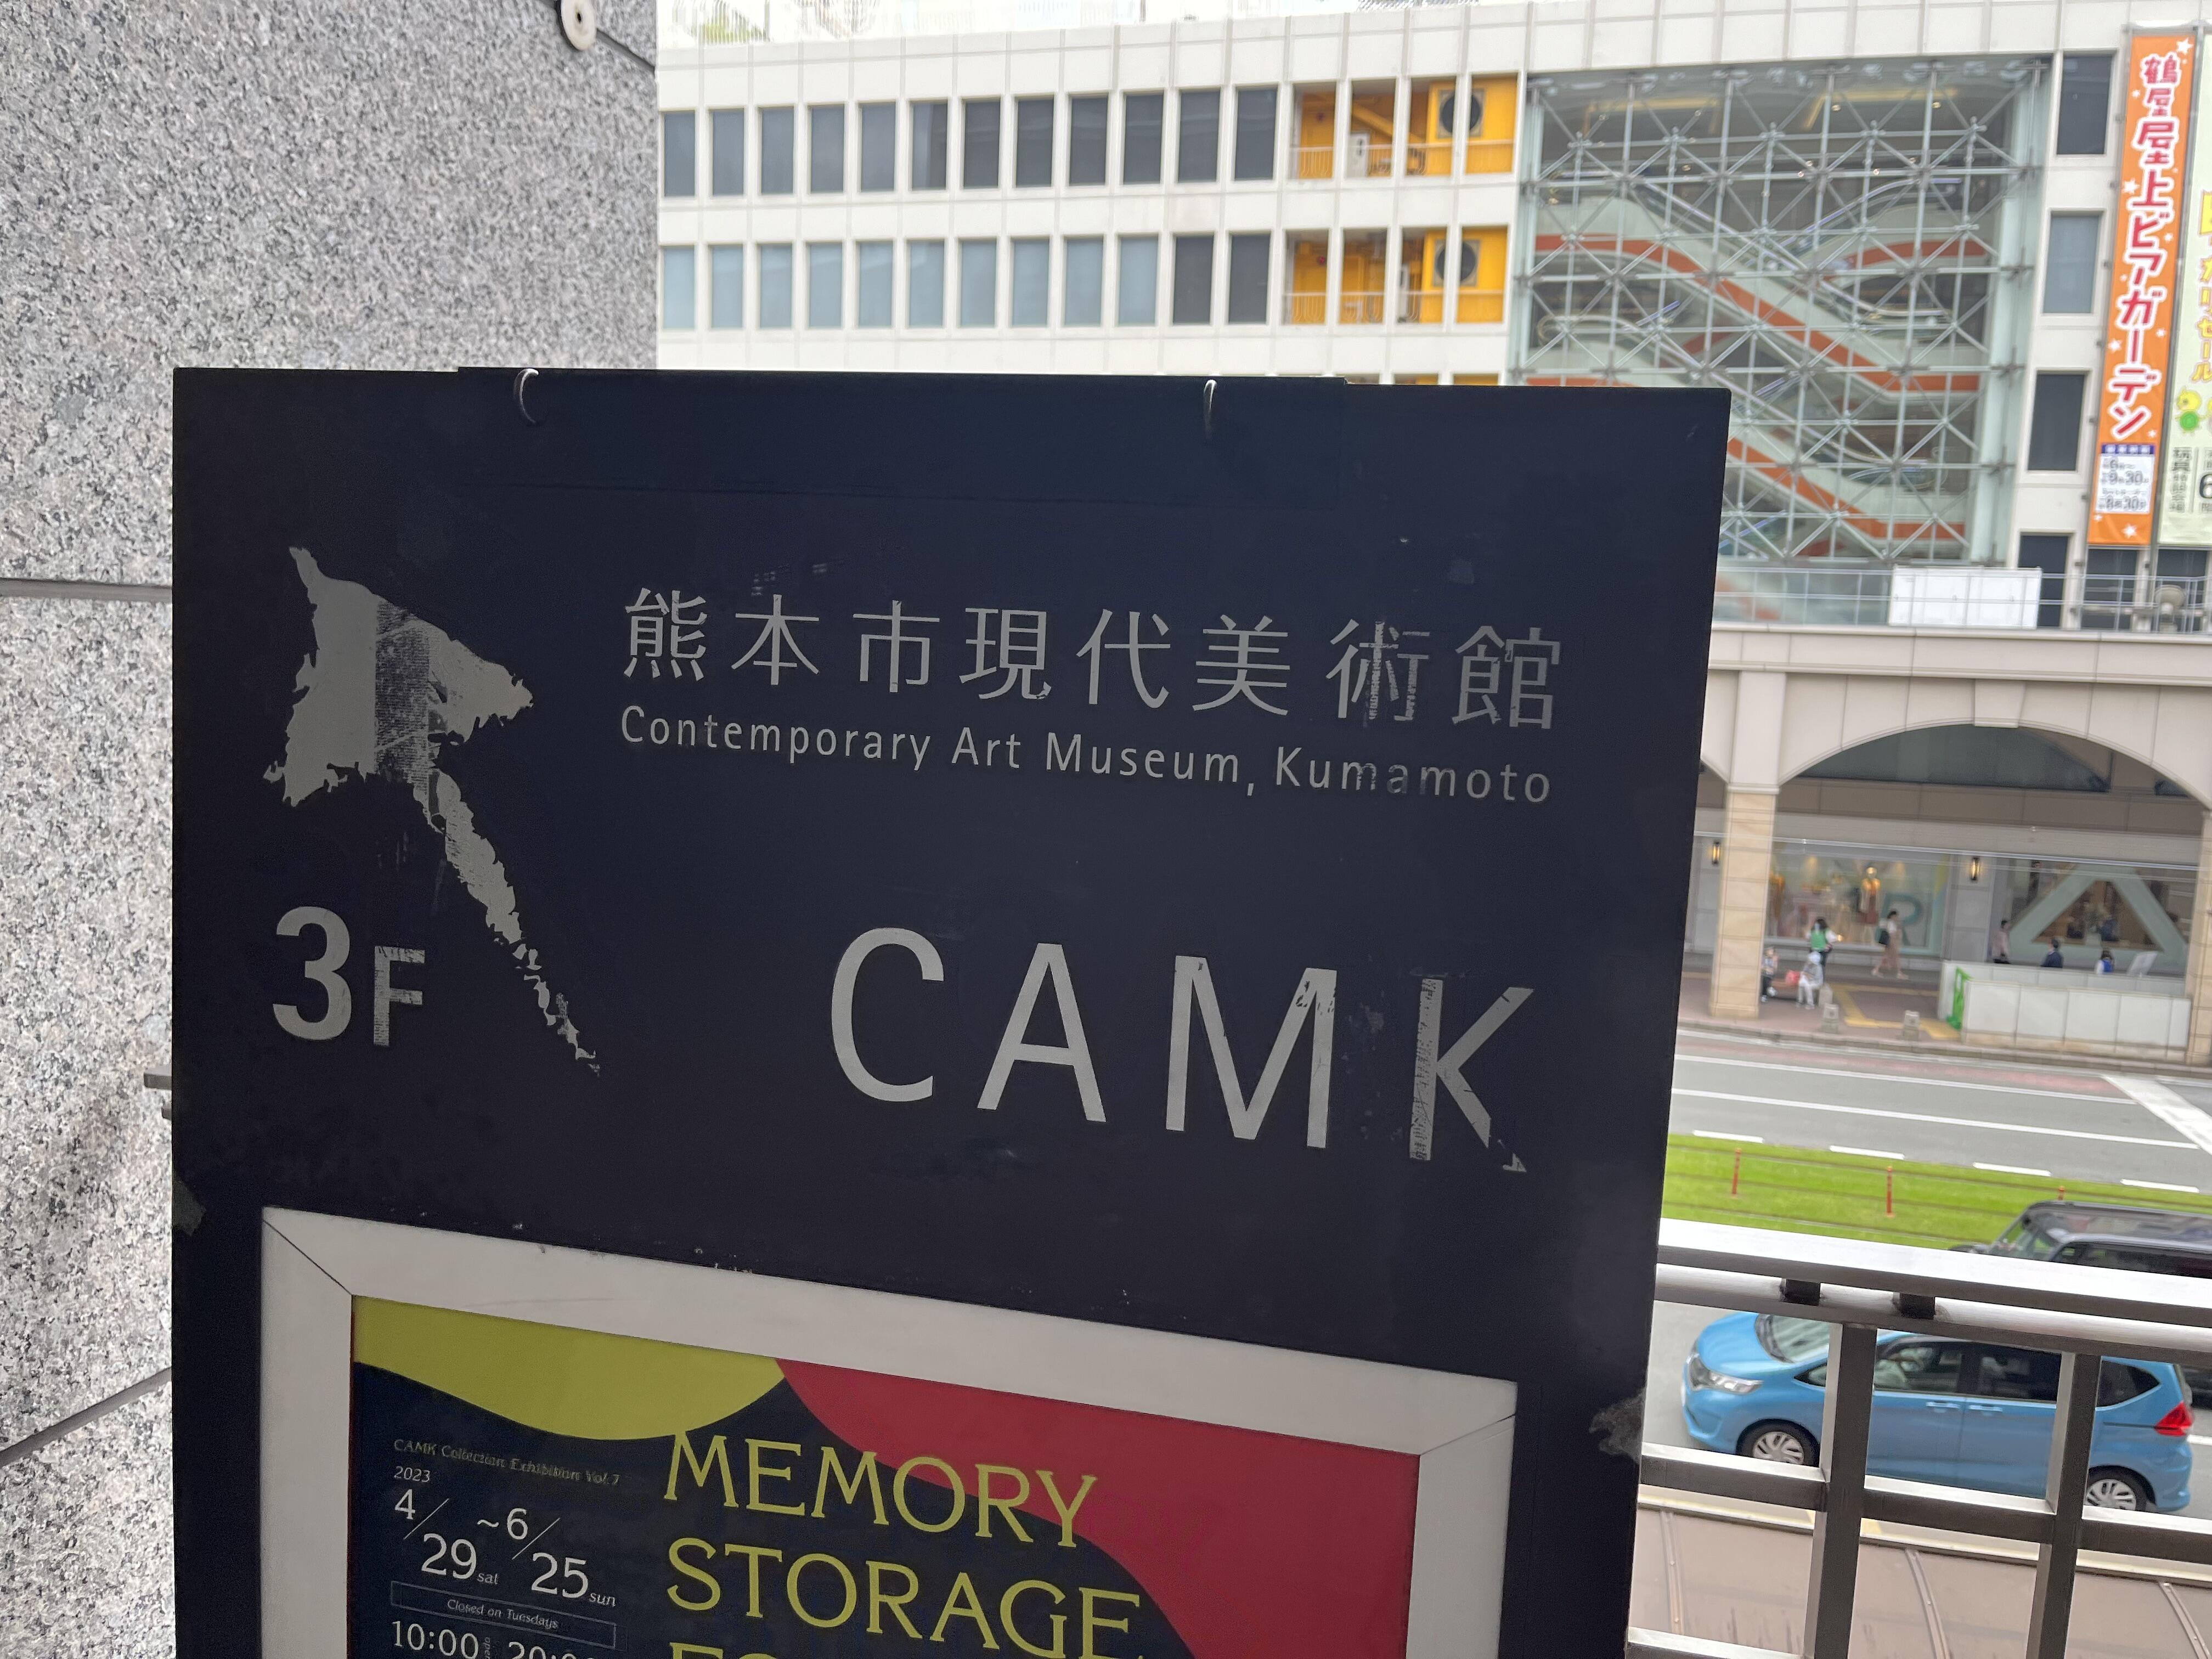 熊本市現代美術館
Contemporary Art Museum, Kumamoto
3F
CAMK
CAMK Collection Exhibition Vol.7
2023
4/29 sat ~ 6/25 sun
Closed on Tuesdays
10:00
MEMORY
STORAGE
鶴屋屋上ビアガーデン